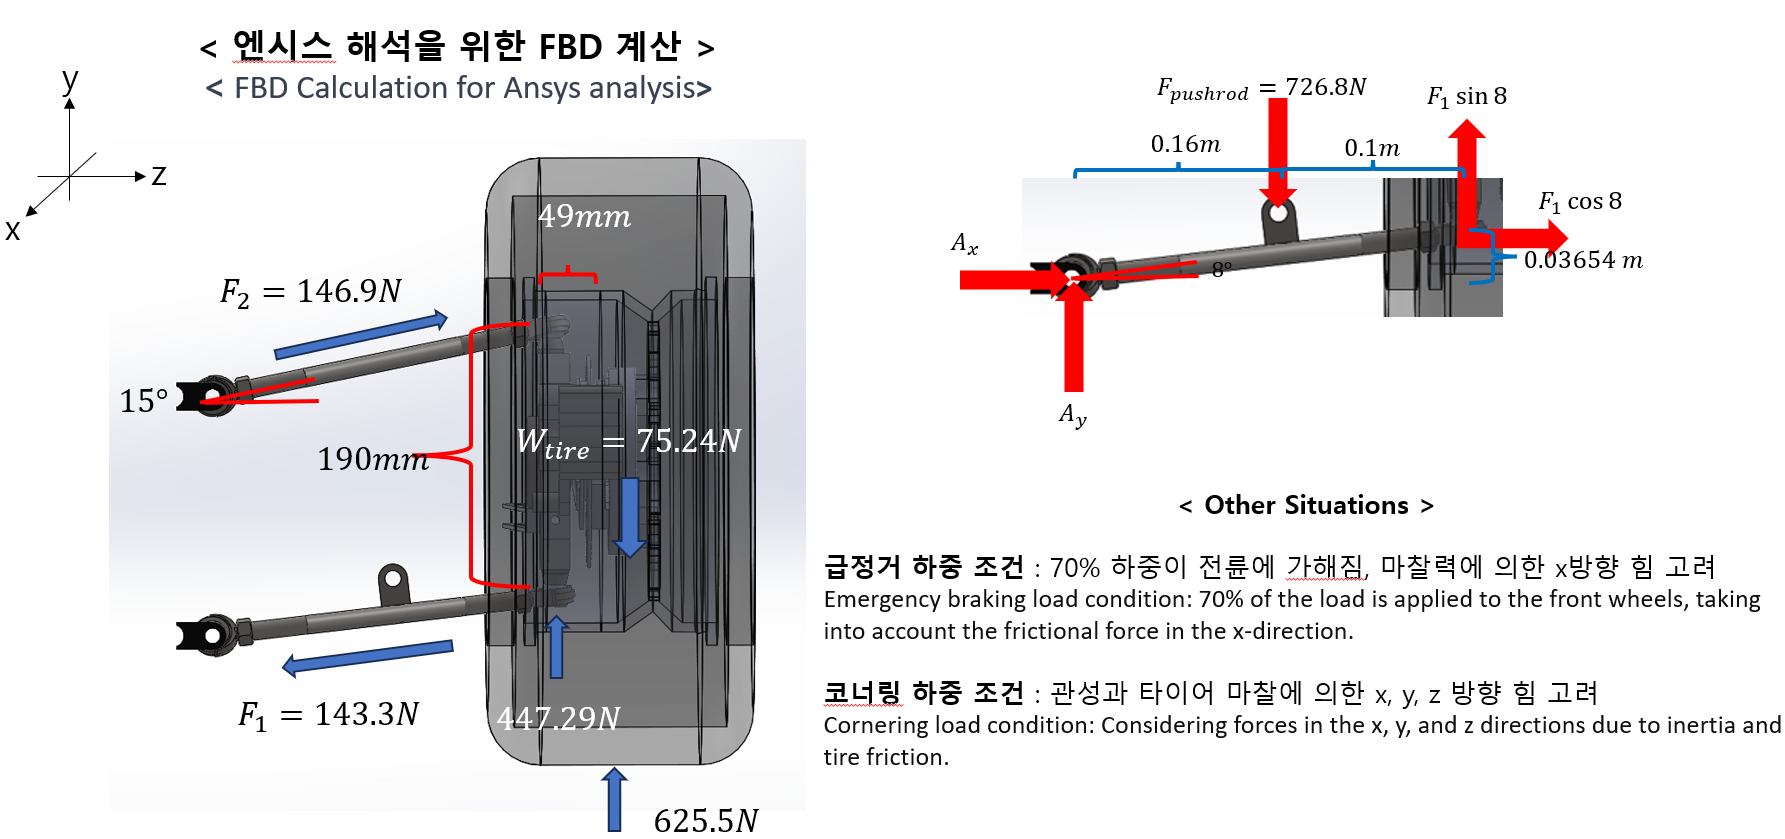 < 엔시스 해석을 위한 FBD 계산 >
< FBD Calculation for Ansys analysis>
y
z
x
49mm
F₂ = 146.9N
15°
190mm
W_tire = 75.24N
F₁ = 143.3N
447.29N
625.5N
F_pushrod = 726.8N
F₁ sin 8
0.16m
0.1m
F₁ cos 8
A_x
8°
0.03654 m
A_y
< Other Situations >
급정거 하중 조건 : 70% 하중이 전륜에 가해짐, 마찰력에 의한 x방향 힘 고려
Emergency braking load condition: 70% of the load is applied to the front wheels, taking
into account the frictional force in the x-direction.
코너링 하중 조건 : 관성과 타이어 마찰에 의한 x, y, z 방향 힘 고려
Cornering load condition: Considering forces in the x, y, and z directions due to inertia and
tire friction.